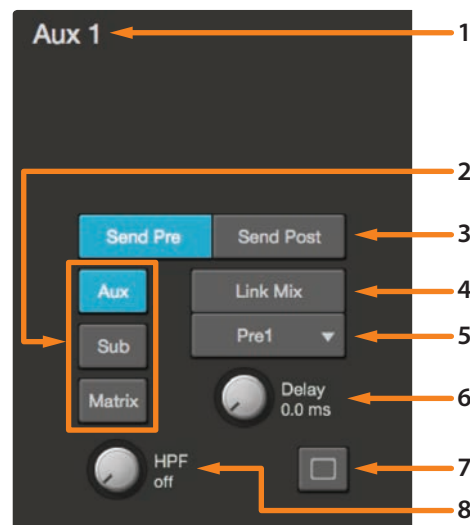 Aux 1
1
2
Send Pre
Send Post
3
Aux
Link Mix
4
Sub
Pre1
5
Matrix
Delay
0.0 ms
6
HPF
off
7
8